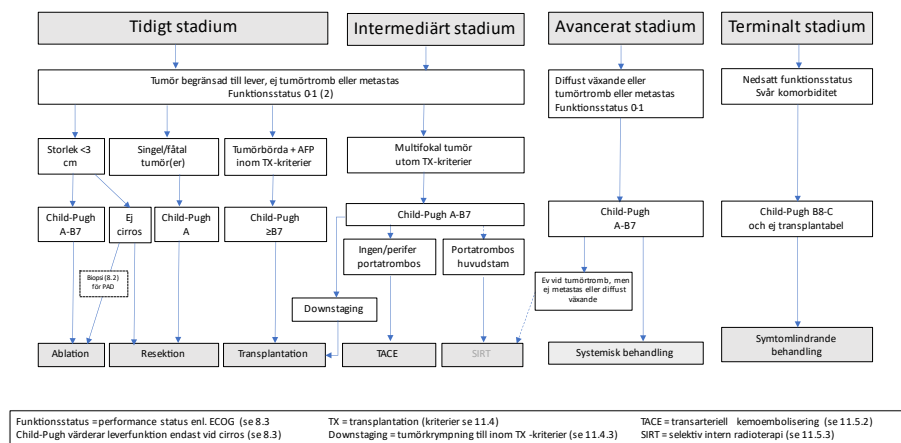 Tidigt stadium
Intermediärt stadium
Avancerat stadium
Terminalt stadium
Tumör begränsad till lever, ej tumörtromb eller metastas
Funktionsstatus 0-1 (2)
Diffust växande eller
tumörtromb eller metastas
Funktionsstatus 0-1
Nedsatt funktionsstatus
Svår komorbiditet
Storlek <3
cm
Singel/fåtal
tumör(er)
Tumörbörda + AFP
inom TX-kriterier
Multifokal tumör
utom TX-kriterier
Child-Pugh
A-B7
Ej
cirros
Child-Pugh
A
Child-Pugh
≥B7
Child-Pugh A-B7
Child-Pugh
A-B7
Child-Pugh B8-C
och ej transplantabel
Ingen/perifer
portatrombos
Portatrombos
huvudstam
Biopsi (8.2)
för PAD
Ev vid tumörtromb, men
ej metastas eller diffust
växande
Downstaging
Ablation
Resektion
Transplantation
TACE
SIRT
Systemisk behandling
Symtomlindrande
behandling
Funktionsstatus =performance status enl. ECOG (se 8.3
Child-Pugh värderar leverfunktion endast vid cirros (se 8.3)
TX = transplantation (kriterier se 11.4)
Downstaging = tumörkrympning till inom TX -kriterier (se 11.4.3)
TACE = transarteriell kemoembolisering (se 11.5.2)
SIRT = selektiv intern radioterapi (se 11.5.3)